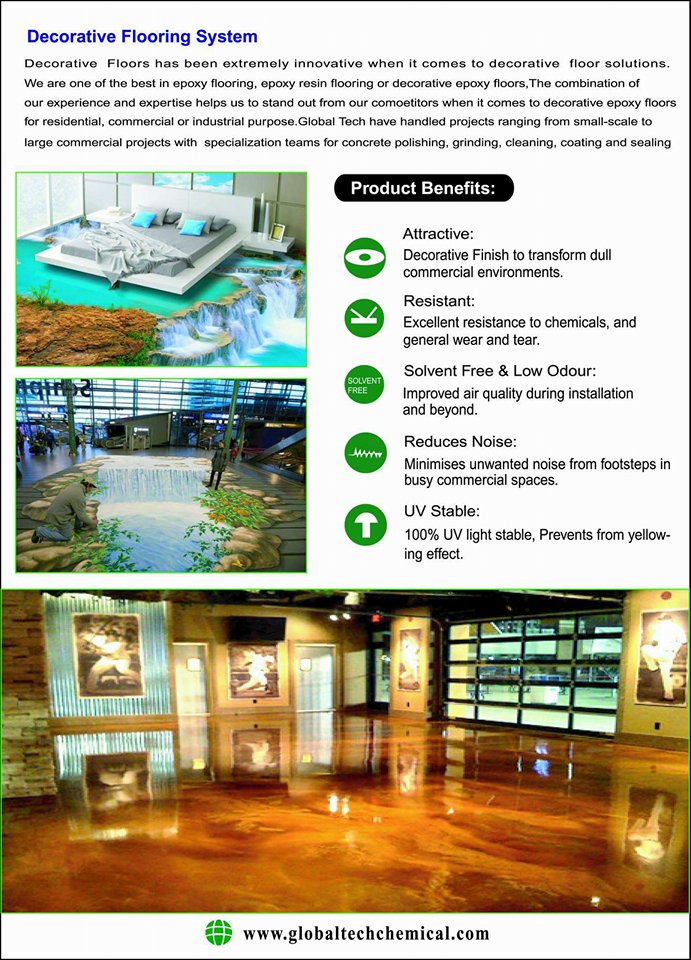 Decorative Flooring System
Decorative Floors has been extremely innovative when it comes to decorative floor solutions.
We are one of the best in epoxy flooring, epoxy resin flooring or decorative epoxy floors,The combination of
our experience and expertise helps us to stand out from our comoetitors when it comes to decorative epoxy floors
for residential, commercial or industrial purpose.Global Tech have handled projects ranging from small-scale to
large commercial projects with specialization teams for concrete polishing, grinding, cleaning, coating and sealing
Product Benefits:
Attractive:
Decorative Finish to transform dull
commercial environments.
Resistant:
Excellent resistance to chemicals, and
general wear and tear.
SOLVENT
FREE
Solvent Free & Low Odour:
Improved air quality during installation
and beyond.
Reduces Noise:
Minimises unwanted noise from footsteps in
busy commercial spaces.
UV Stable:
100% UV light stable, Prevents from yellow-
ing effect.
www.globaltechchemical.com